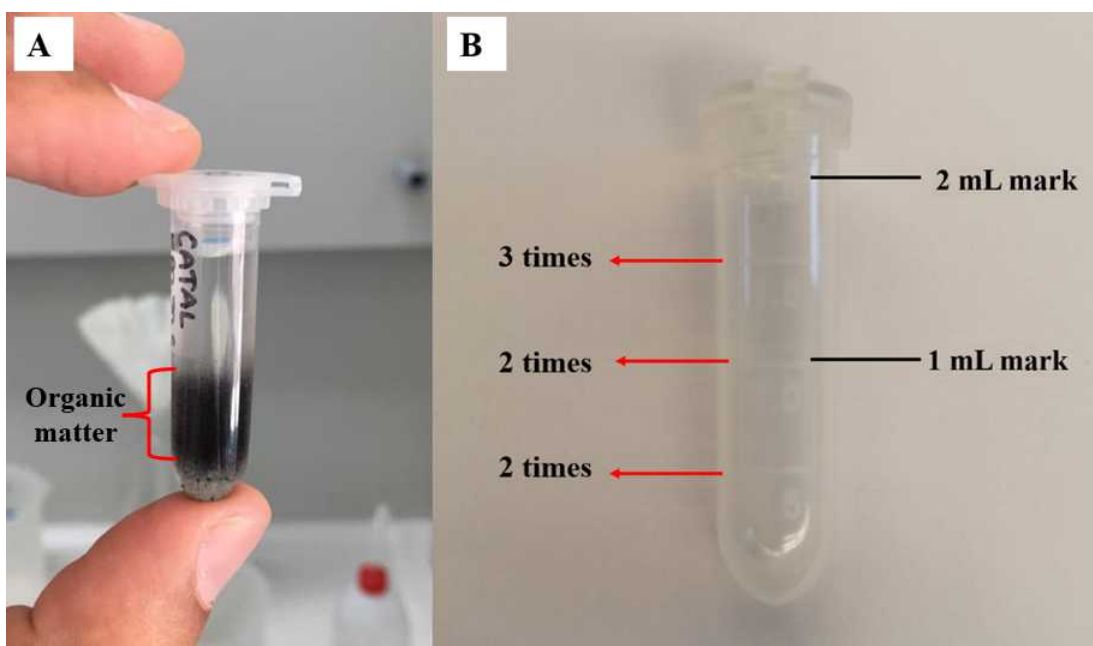 A
CATAL
Organic
matter
B
2 mL mark
3 times
2 times
1 mL mark
2 times